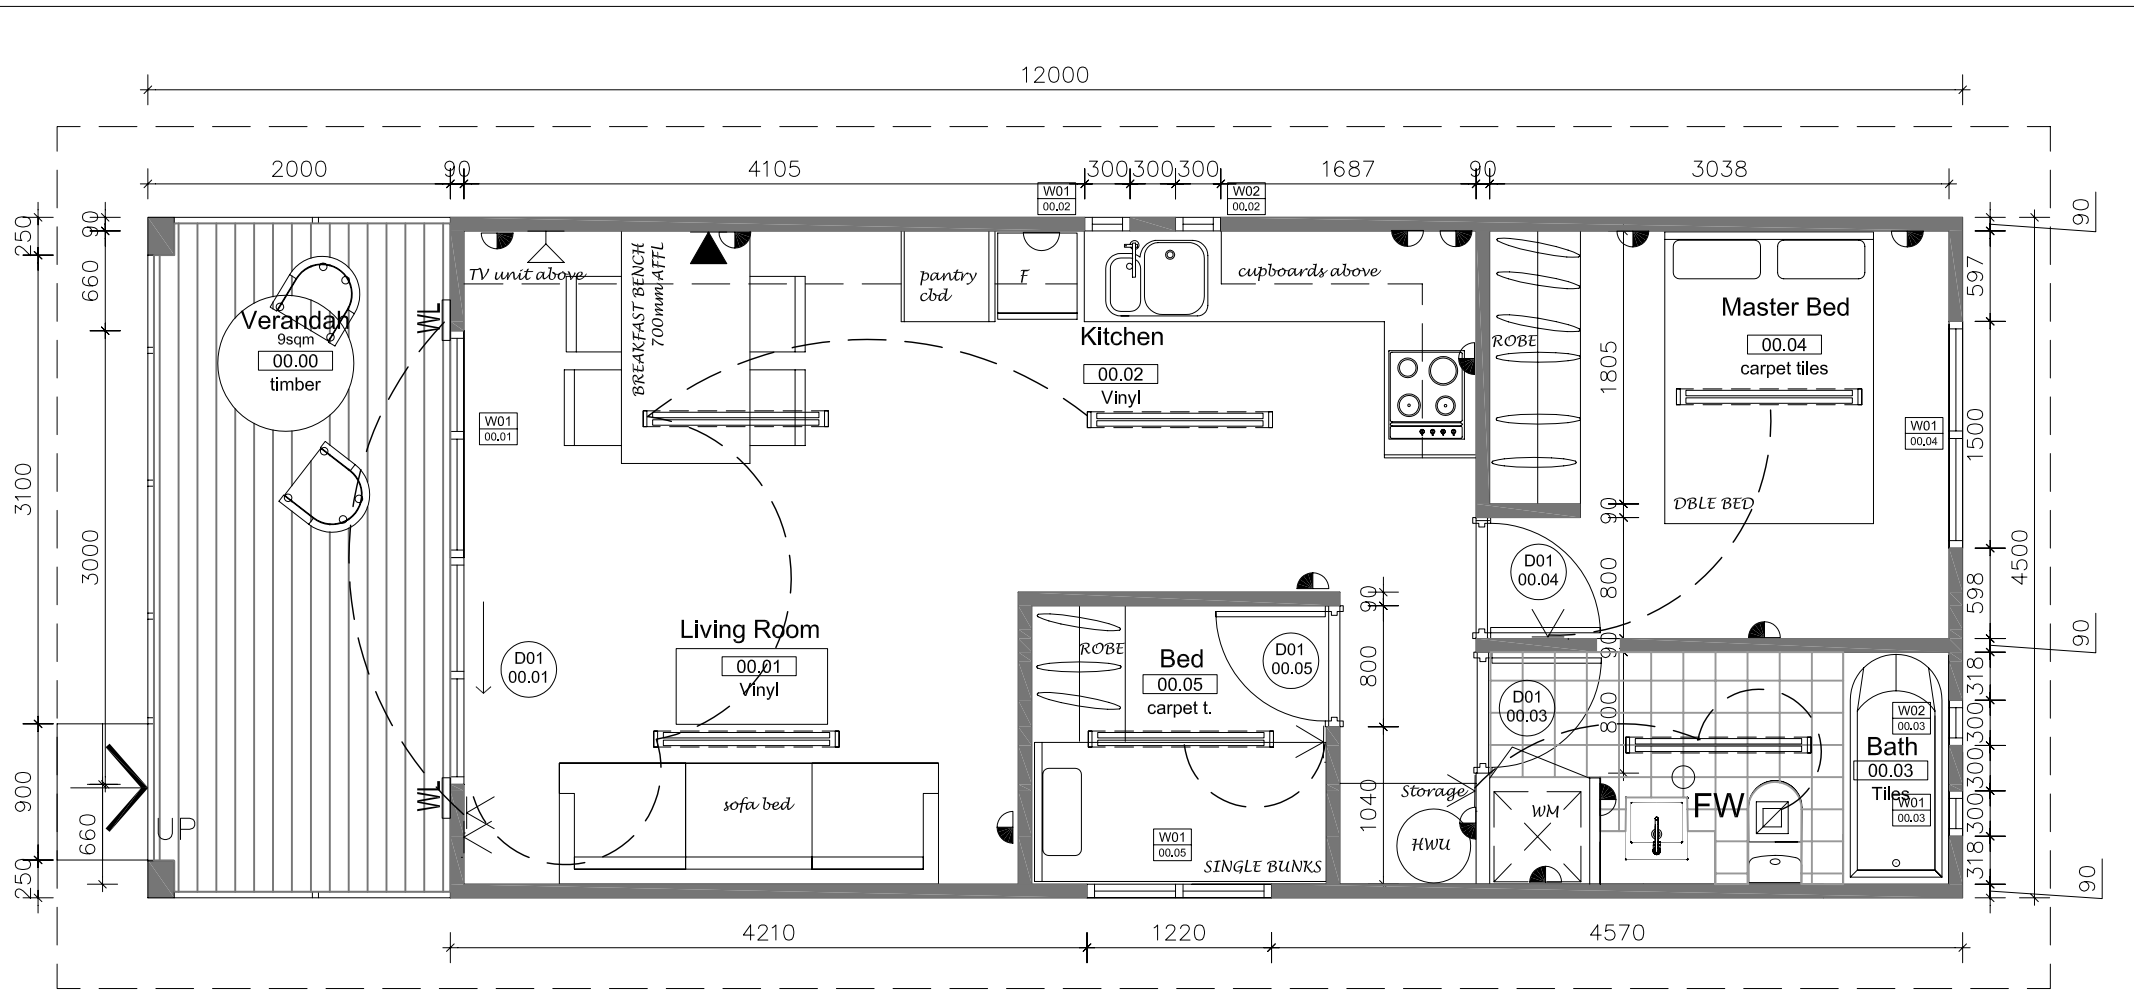 12000
2000
90
4105
300
300
300
1687
90
3038
W01
00.02
W02
00.02
90
250
90
660
3100
3000
900
660
250
TV unit above
BREAKFAST BENCH
700mm AFFL
pantry
cbd
F
cupboards above
Kitchen
00.02
Vinyl
Verandah
9sqm
00.00
timber
WL
W01
00.01
ROBE
1805
Master Bed
00.04
carpet tiles
W01
00.04
DBLE BED
597
1500
598
4500
90
800
90
D01
00.04
90
Living Room
00.01
Vinyl
D01
00.01
sofa bed
WL
UP
ROBE
Bed
00.05
carpet t.
D01
00.05
90
800
1040
W01
00.05
SINGLE BUNKS
Storage
HWU
WM
D01
00.03
800
FW
Bath
00.03
Tiles
W02
00.03
W01
00.03
318
300
300
300
318
90
90
4210
1220
4570